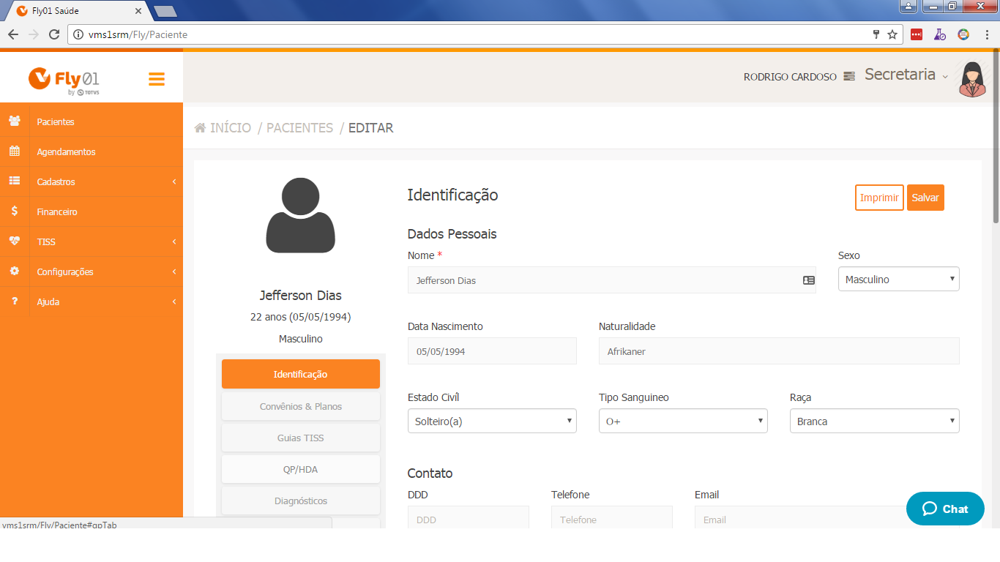 Fly01 Saúde
vms1srm/Fly/Paciente
Fly01
by TOTVS
RODRIGO CARDOSO Secretaria
Pacientes
Agendamentos
Cadastros
Financeiro
TISS
Configurações
Ajuda
INÍCIO / PACIENTES / EDITAR
Jefferson Dias
22 anos (05/05/1994)
Masculino
Identificação
Convênios & Planos
Guias TISS
QP/HDA
Diagnósticos
Identificação
Imprimir
Salvar
Dados Pessoais
Nome * Sexo
Jefferson Dias Masculino
Data Nascimento Naturalidade
05/05/1994 Afrikaner
Estado Civíl Tipo Sanguineo Raça
Solteiro(a) O+ Branca
Contato
DDD Telefone Email
DDD Telefone Email
Chat
vms1srm/Fly/Paciente#qpTab